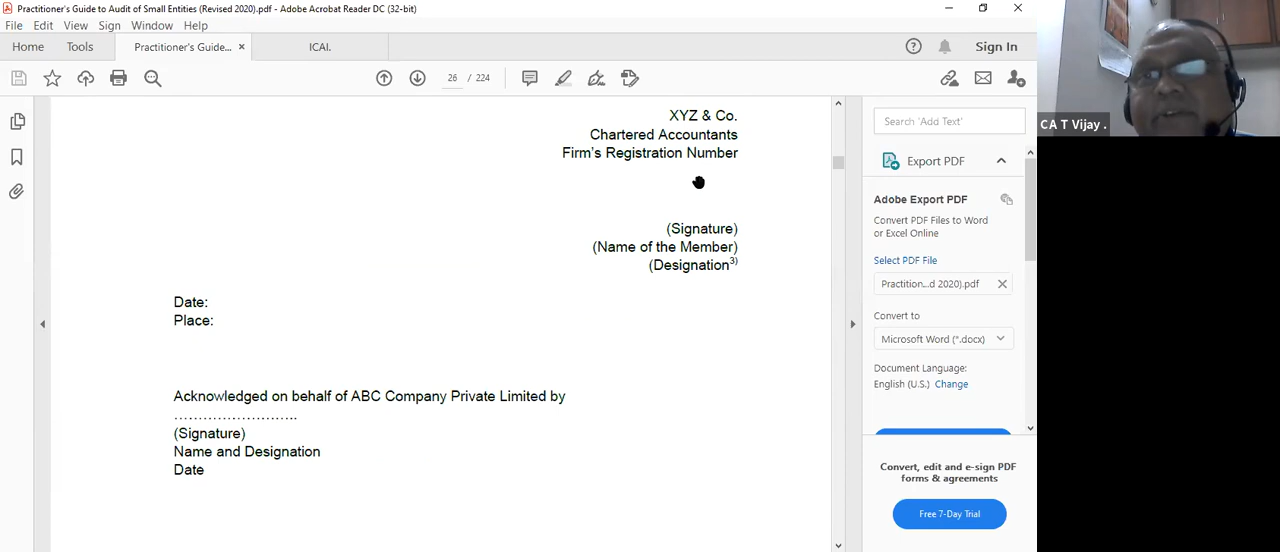 Practitioner's Guide to Audit of Small Entities (Revised 2020).pdf - Adobe Acrobat Reader DC (32-bit)
File Edit View Sign Window Help
Home Tools Practitioner's Guide... × ICAI. Sign In
26 / 224
XYZ & Co.
Chartered Accountants
Firm's Registration Number
(Signature)
(Name of the Member)
(Designation3)
Date:
Place:
Acknowledged on behalf of ABC Company Private Limited by
……………………..
(Signature)
Name and Designation
Date
Search 'Add Text'
Export PDF
Adobe Export PDF
Convert PDF Files to Word
or Excel Online
Select PDF File
Practition...d 2020).pdf
Convert to
Microsoft Word (*.docx)
Document Language:
English (U.S.) Change
Convert, edit and e-sign PDF
forms & agreements
Free 7-Day Trial
CA T Vijay .